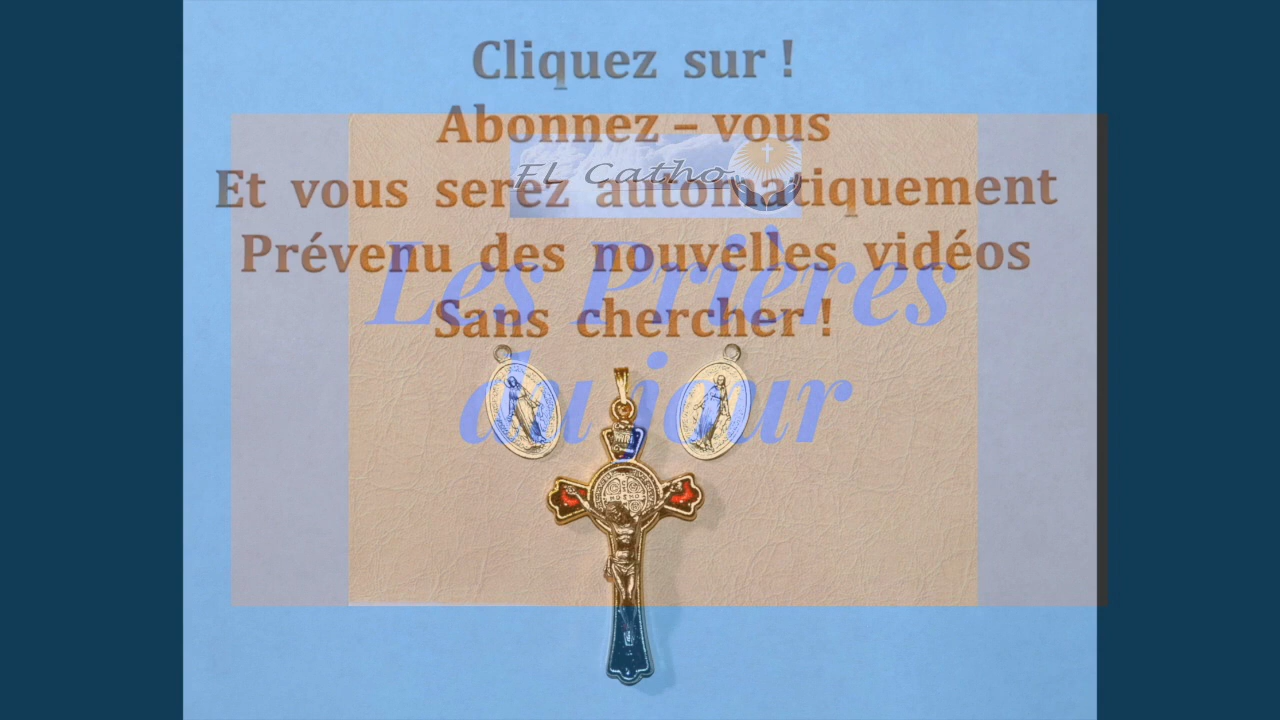 Cliquez sur !
Abonnez – vous
FL Catho
Et vous serez automatiquement
Prévenu des nouvelles vidéos
Les Prières
Sans chercher !
du jour